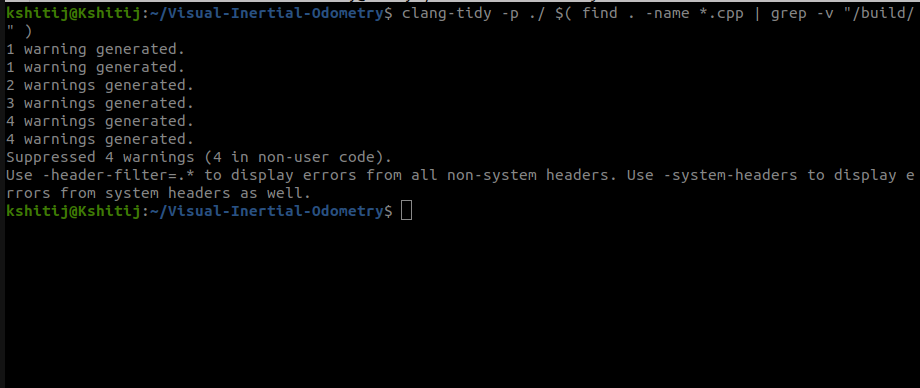 kshitij@Kshitij:~/Visual-Inertial-Odometry$ clang-tidy -p ./ $( find . -name *.cpp | grep -v "/build/
" )
1 warning generated.
1 warning generated.
2 warnings generated.
3 warnings generated.
4 warnings generated.
4 warnings generated.
Suppressed 4 warnings (4 in non-user code).
Use -header-filter=.* to display errors from all non-system headers. Use -system-headers to display e
rrors from system headers as well.
kshitij@Kshitij:~/Visual-Inertial-Odometry$